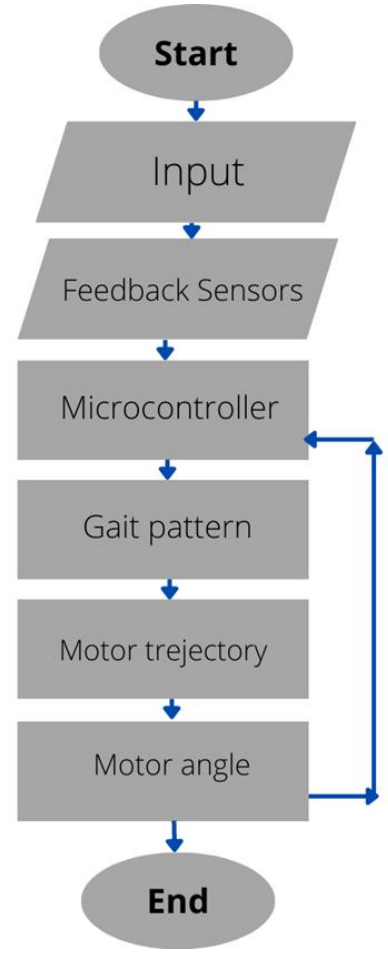 Start
Input
Feedback Sensors
Microcontroller
Gait pattern
Motor trejectory
Motor angle
End